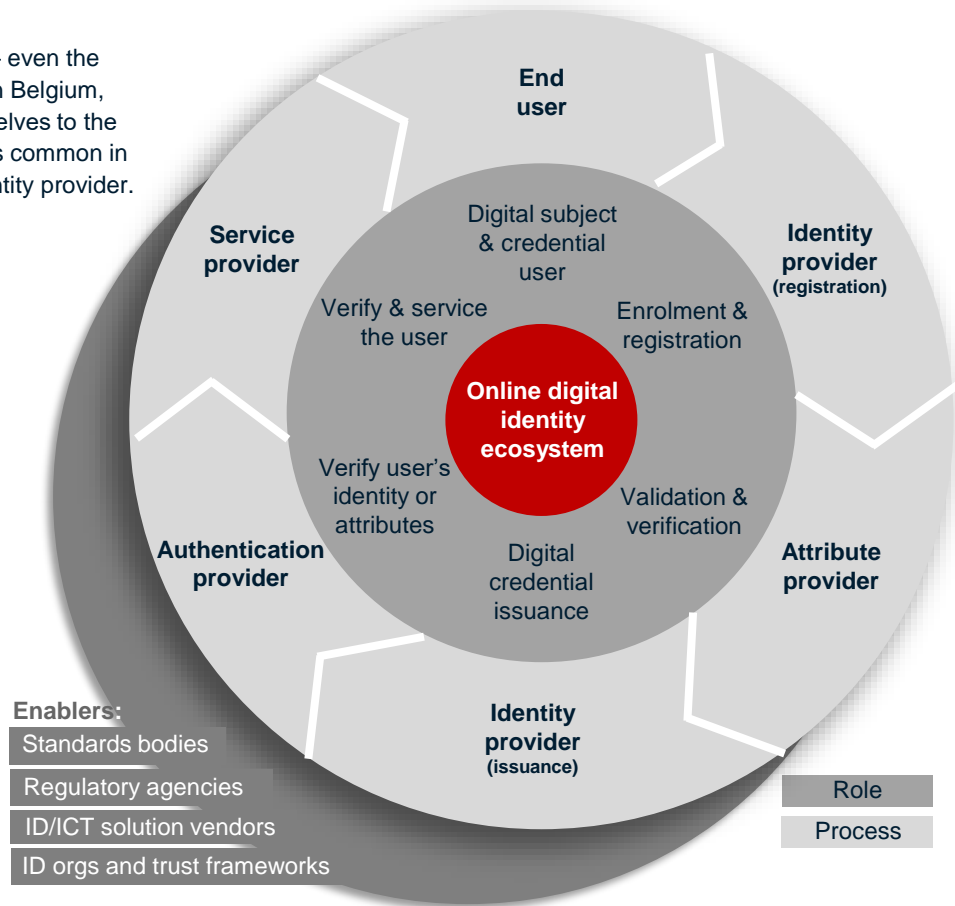 even the
Belgium,
elves to the
s common in
ntity provider.
End
user
Service
provider
Digital subject
& credential
user
Identity
provider
(registration)
Verify & service
the user
Enrolment &
registration
Online digital
identity
ecosystem
Verify user’s
identity or
attributes
Validation &
verification
Authentication
provider
Digital
credential
issuance
Attribute
provider
Enablers:
Standards bodies
Regulatory agencies
ID/ICT solution vendors
ID orgs and trust frameworks
Identity
provider
(issuance)
Role
Process